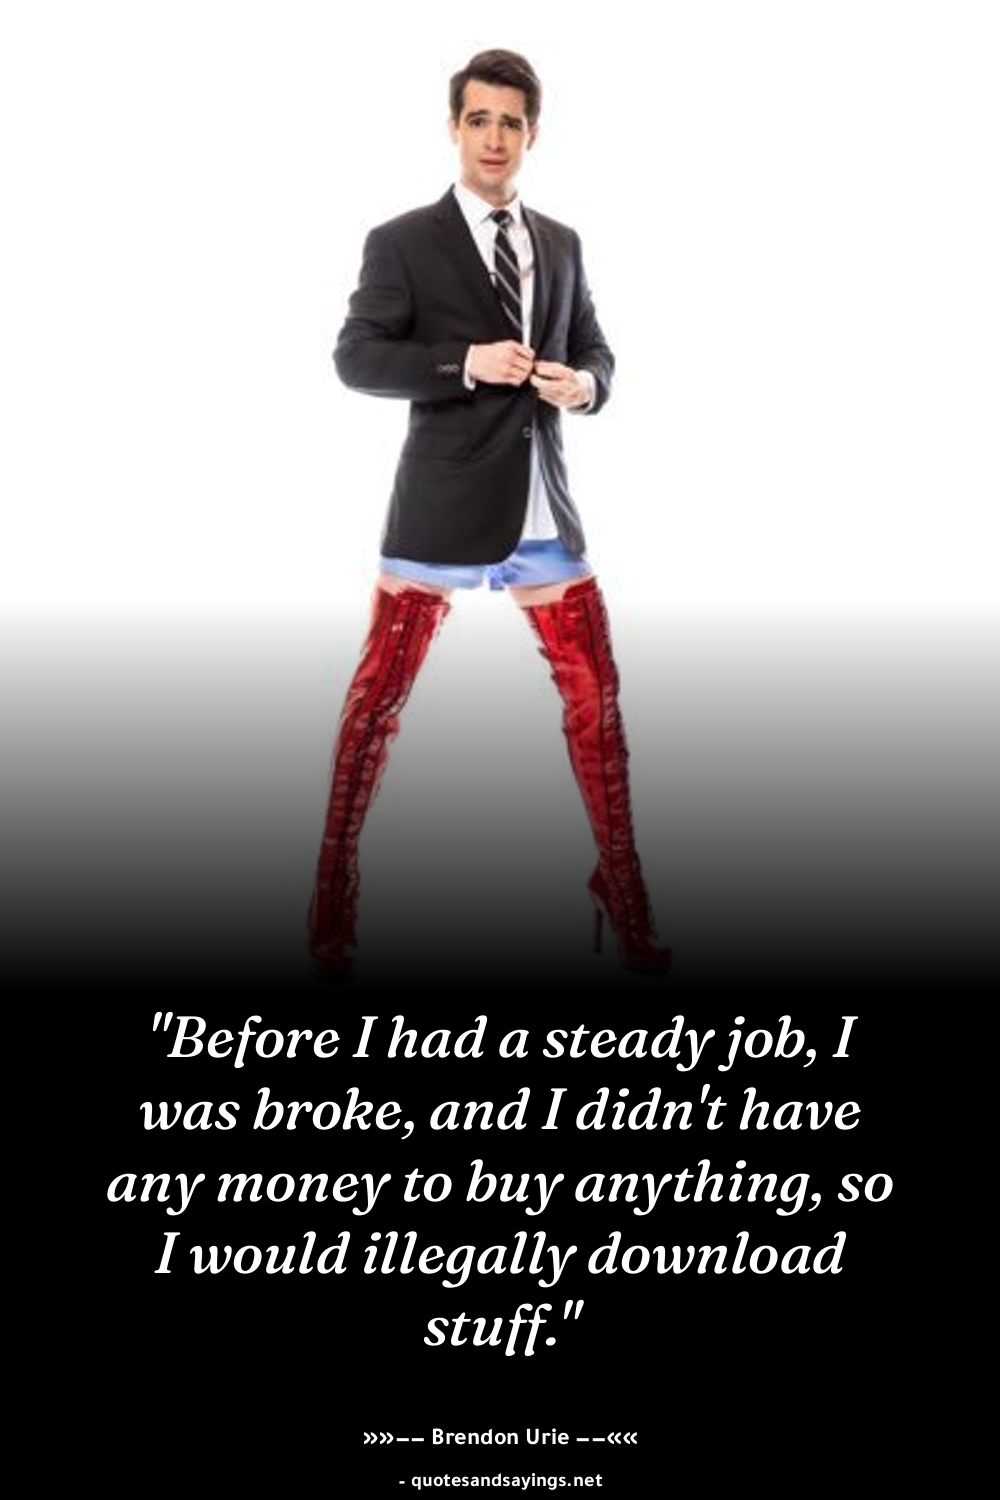 "Before I had a steady job, I
was broke, and I didn't have
any money to buy anything, so
I would illegally download
stuff."
»»–– Brendon Urie ––««
- quotesandsayings.net